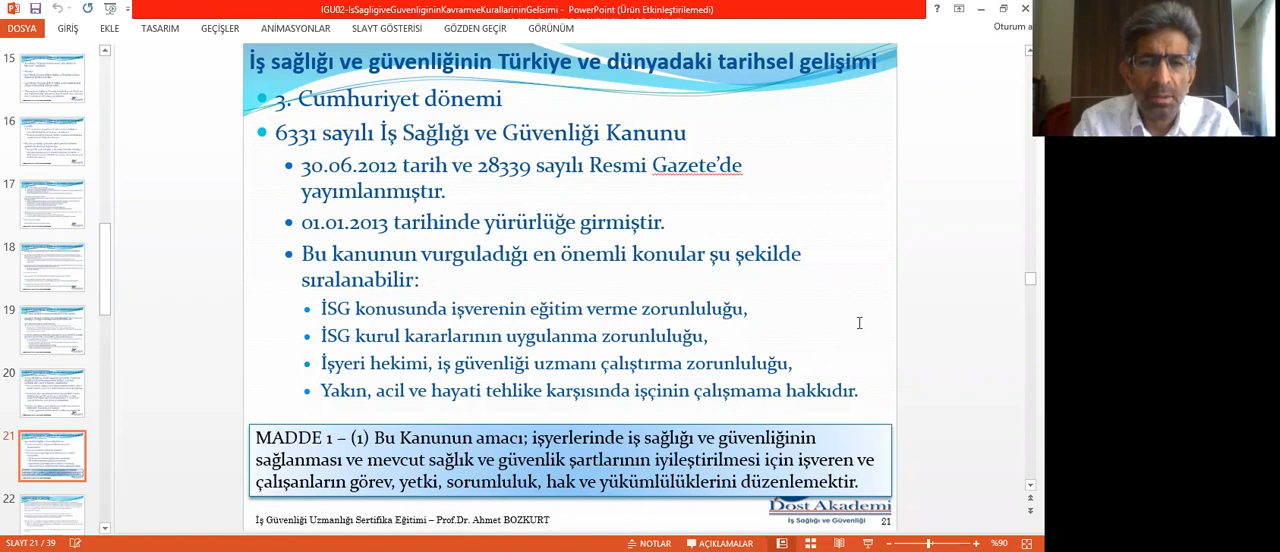 IGU02-IsSagligiveGuvenligininKavramveKurallarininGelisimi - PowerPoint (Ürün Etkinleştirilemedi)
DOSYA GİRİŞ EKLE TASARIM GEÇİŞLER ANİMASYONLAR SLAYT GÖSTERİSİ GÖZDEN GEÇİR GÖRÜNÜM Oturum a
15
16
17
18
19
20
21
22
İş sağlığı ve güvenliğinin Türkiye ve dünyadaki tarihsel gelişimi
3. Cumhuriyet dönemi
6331 sayılı İş Sağlığı ve Güvenliği Kanunu
30.06.2012 tarih ve 28339 sayılı Resmi Gazete’de
yayımlanmıştır.
01.01.2013 tarihinde yürürlüğe girmiştir.
Bu kanunun vurguladığı en önemli konular şu şekilde
sıralanabilir:
İSG konusunda işverenin eğitim verme zorunluluğu,
İSG kurul kararlarının uygulanma zorunluluğu,
İşyeri hekimi, iş güvenliği uzmanı çalıştırma zorunluluğu,
Yakın, acil ve hayati tehlike karşısında işçinin çalışmama hakkıdır.
MADDE 1 – (1) Bu Kanunun amacı; işyerlerinde iş sağlığı ve güvenliğinin
sağlanması ve mevcut sağlık ve güvenlik şartlarının iyileştirilmesi için işveren ve
çalışanların görev, yetki, sorumluluk, hak ve yükümlülüklerini düzenlemektir.
Dost Akademi
İş Sağlığı ve Güvenliği
İş Güvenliği Uzmanlığı Sertifika Eğitimi – Prof.Dr. Ahmet BOZKURT 21
SLAYT 21 / 39 NOTLAR AÇIKLAMALAR %90